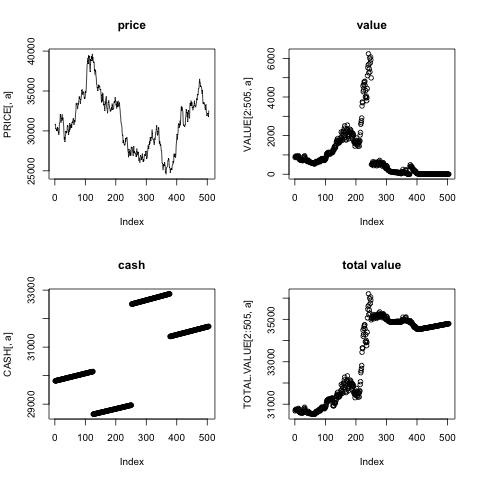 price
PRICE[, a]
25000 30000 35000 40000
0 100 200 300 400 500
Index
value
VALUE[2:505, a]
0 2000 4000 6000
0 100 200 300 400 500
Index
cash
CASH[, a]
29000 31000 33000
0 100 200 300 400 500
Index
total value
TOTAL.VALUE[2:505, a]
31000 33000 35000
0 100 200 300 400 500
Index